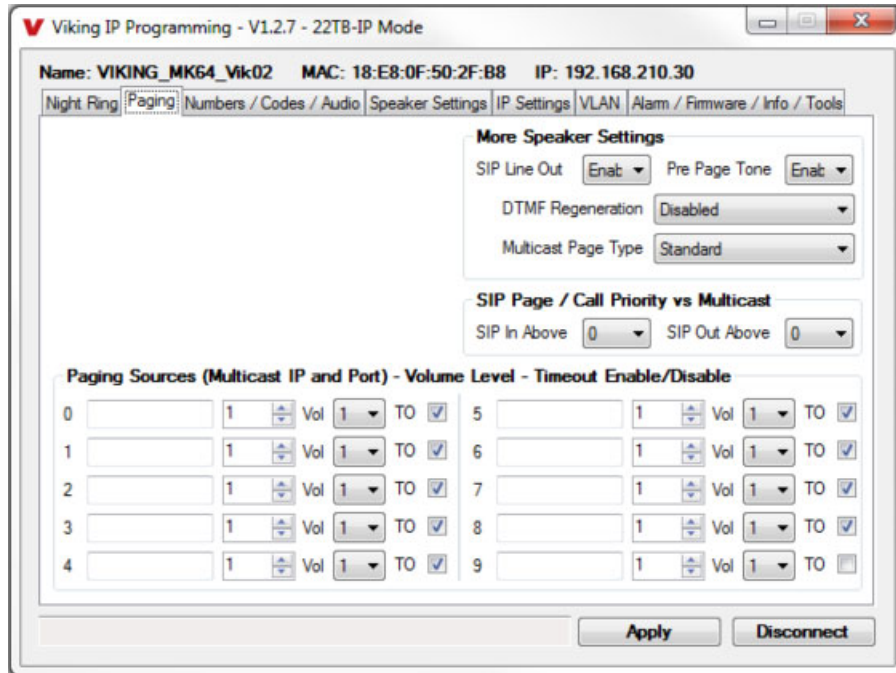 Viking IP Programming - V1.2.7 - 22TB-IP Mode
Name: VIKING_MK64_Vik02 MAC: 18:E8:0F:50:2F:B8 IP: 192.168.210.30
Night Ring Paging Numbers / Codes / Audio Speaker Settings IP Settings VLAN Alarm / Firmware / Info / Tools
More Speaker Settings
SIP Line Out Enab Pre Page Tone Enab
DTMF Regeneration Disabled
Multicast Page Type Standard
SIP Page / Call Priority vs Multicast
SIP In Above 0 SIP Out Above 0
Paging Sources (Multicast IP and Port) - Volume Level - Timeout Enable/Disable
0 1 Vol 1 TO 5 1 Vol 1 TO
1 1 Vol 1 TO 6 1 Vol 1 TO
2 1 Vol 1 TO 7 1 Vol 1 TO
3 1 Vol 1 TO 8 1 Vol 1 TO
4 1 Vol 1 TO 9 1 Vol 1 TO
Apply Disconnect